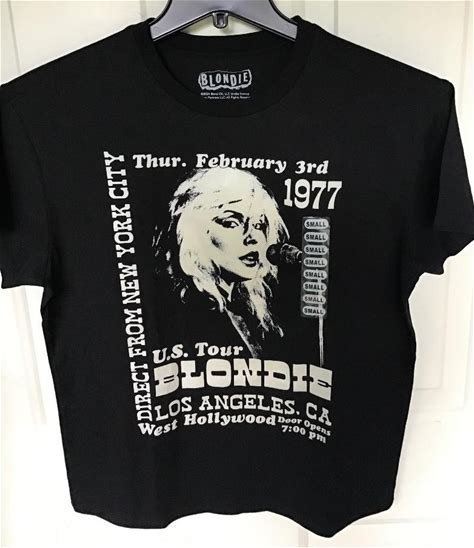 BLONDIE
Thur. February 3rd
1977
DIRECT FROM NEW YORK CITY
SMALL
SMALL
SMALL
SMALL
SMALL
SMALL
SMALL
SMALL
U.S. Tour
BLONDIE
LOS ANGELES, CA
West Hollywood Door Opens
7:00 pm